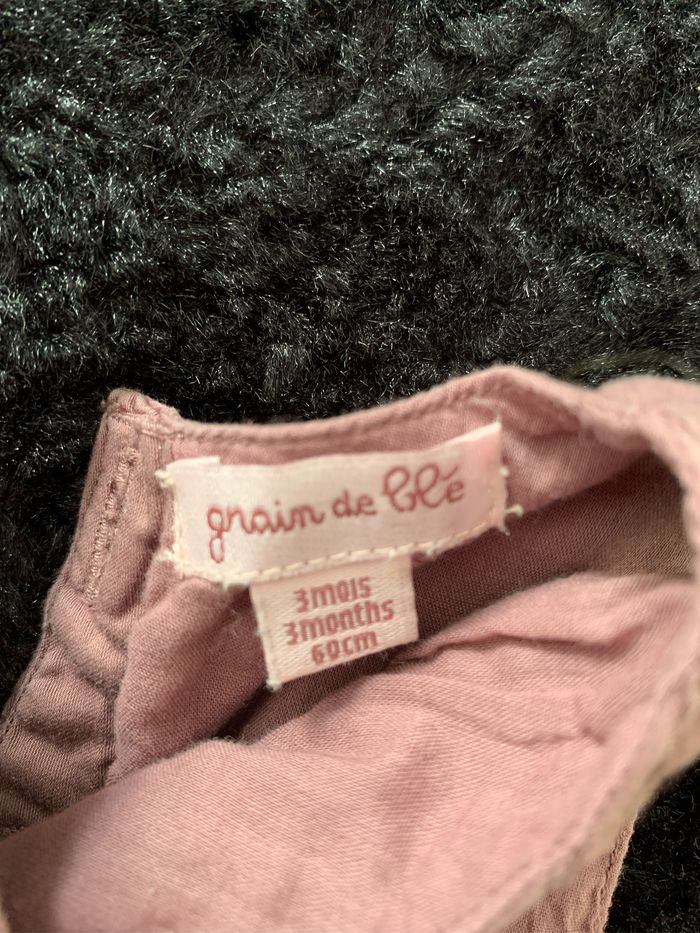 grain de blé
3mois
3months
60cm